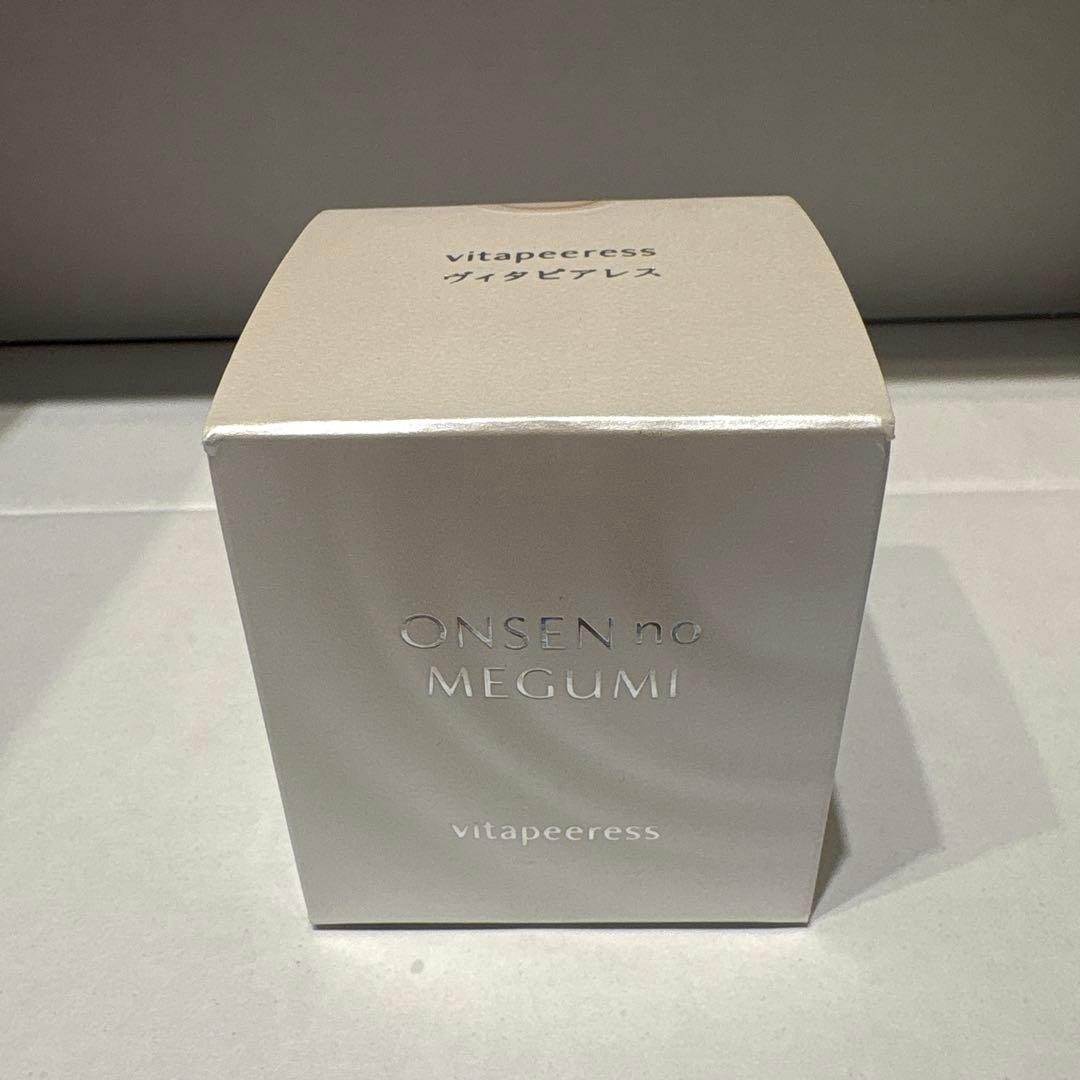 vitapeeress
ヴィタピアレス
ONSEN no
MEGUMI
vitapeeress